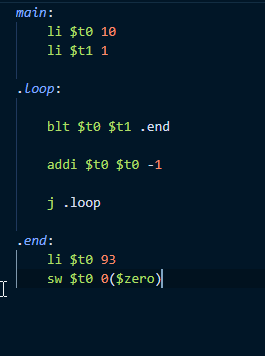 main:
li $t0 10
li $t1 1
.loop:
blt $t0 $t1 .end
addi $t0 $t0 -1
j .loop
.end:
li $t0 93
sw $t0 0($zero)